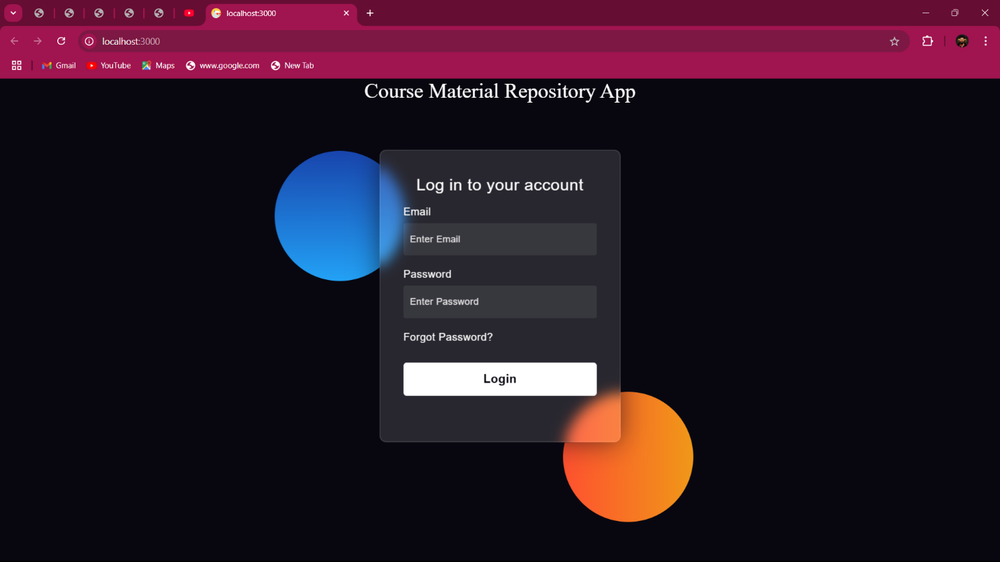 localhost:3000
localhost:3000
Gmail YouTube Maps www.google.com New Tab
Course Material Repository App
Log in to your account
Email
Enter Email
Password
Enter Password
Forgot Password?
Login